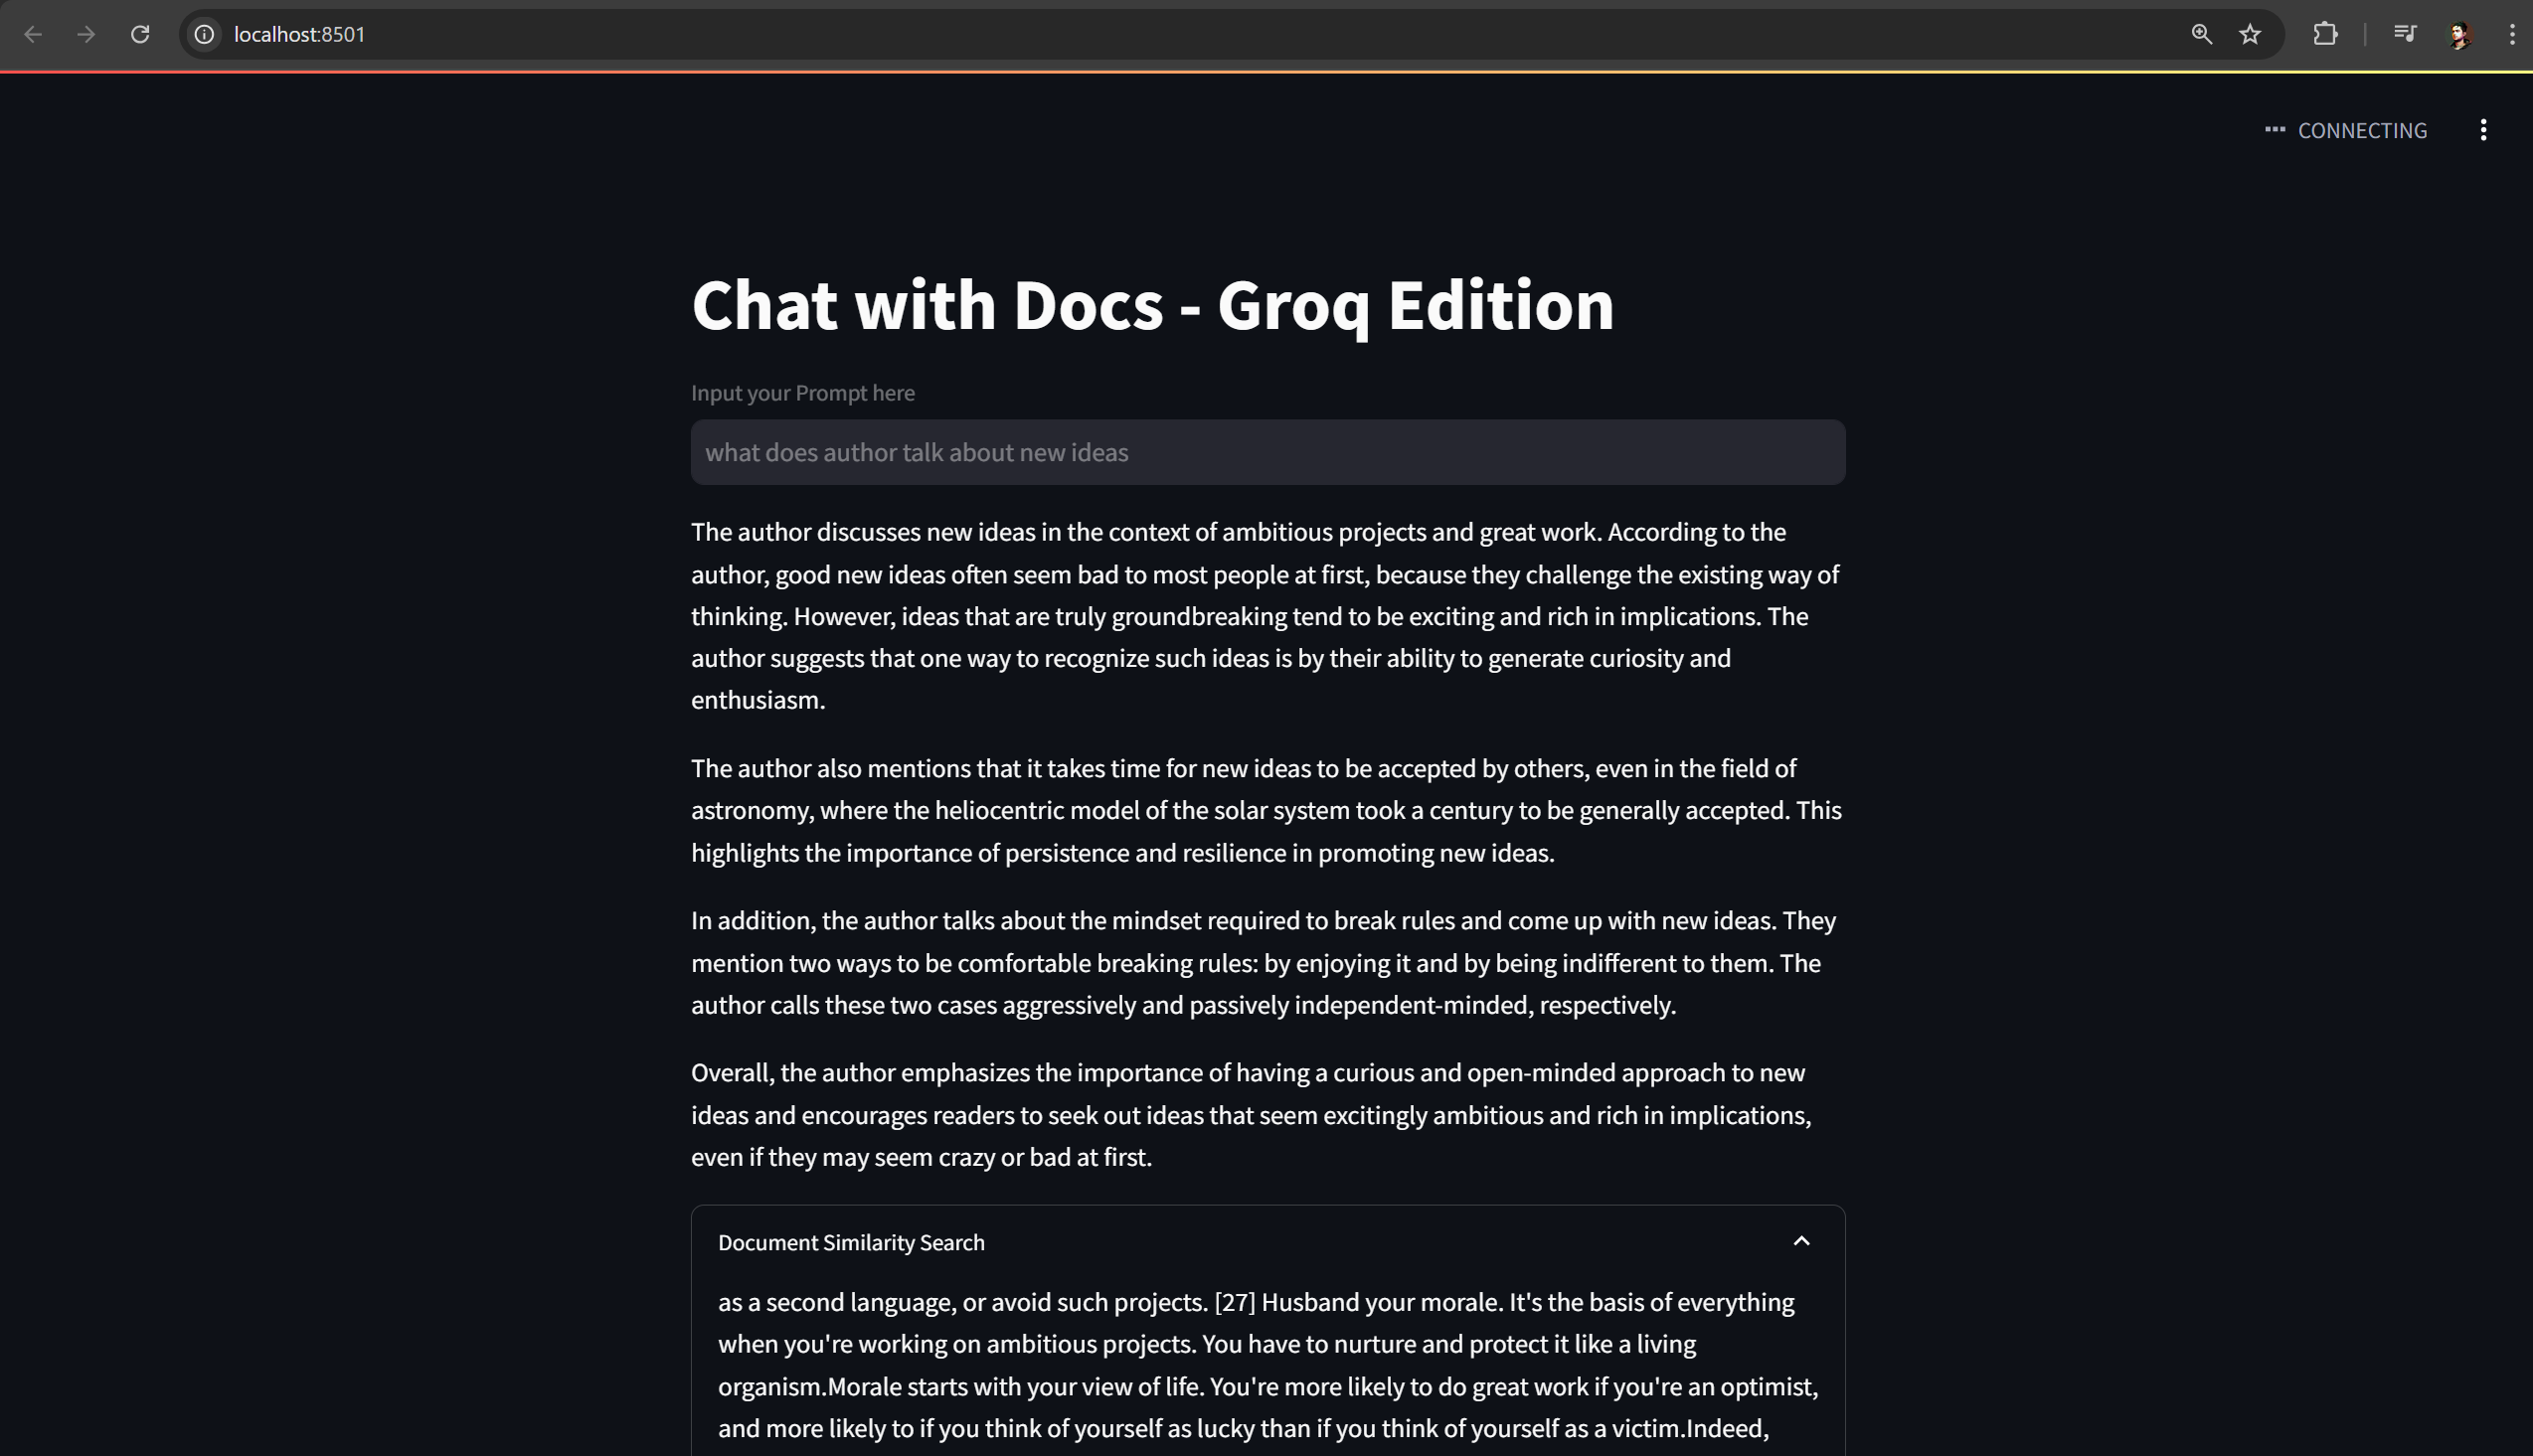 localhost:8501
CONNECTING
Chat with Docs - Groq Edition
Input your Prompt here
what does author talk about new ideas
The author discusses new ideas in the context of ambitious projects and great work. According to the
author, good new ideas often seem bad to most people at first, because they challenge the existing way of
thinking. However, ideas that are truly groundbreaking tend to be exciting and rich in implications. The
author suggests that one way to recognize such ideas is by their ability to generate curiosity and
enthusiasm.
The author also mentions that it takes time for new ideas to be accepted by others, even in the field of
astronomy, where the heliocentric model of the solar system took a century to be generally accepted. This
highlights the importance of persistence and resilience in promoting new ideas.
In addition, the author talks about the mindset required to break rules and come up with new ideas. They
mention two ways to be comfortable breaking rules: by enjoying it and by being indifferent to them. The
author calls these two cases aggressively and passively independent-minded, respectively.
Overall, the author emphasizes the importance of having a curious and open-minded approach to new
ideas and encourages readers to seek out ideas that seem excitingly ambitious and rich in implications,
even if they may seem crazy or bad at first.
Document Similarity Search
as a second language, or avoid such projects. [27] Husband your morale. It's the basis of everything
when you're working on ambitious projects. You have to nurture and protect it like a living
organism.Morale starts with your view of life. You're more likely to do great work if you're an optimist,
and more likely to if you think of yourself as lucky than if you think of yourself as a victim.Indeed,